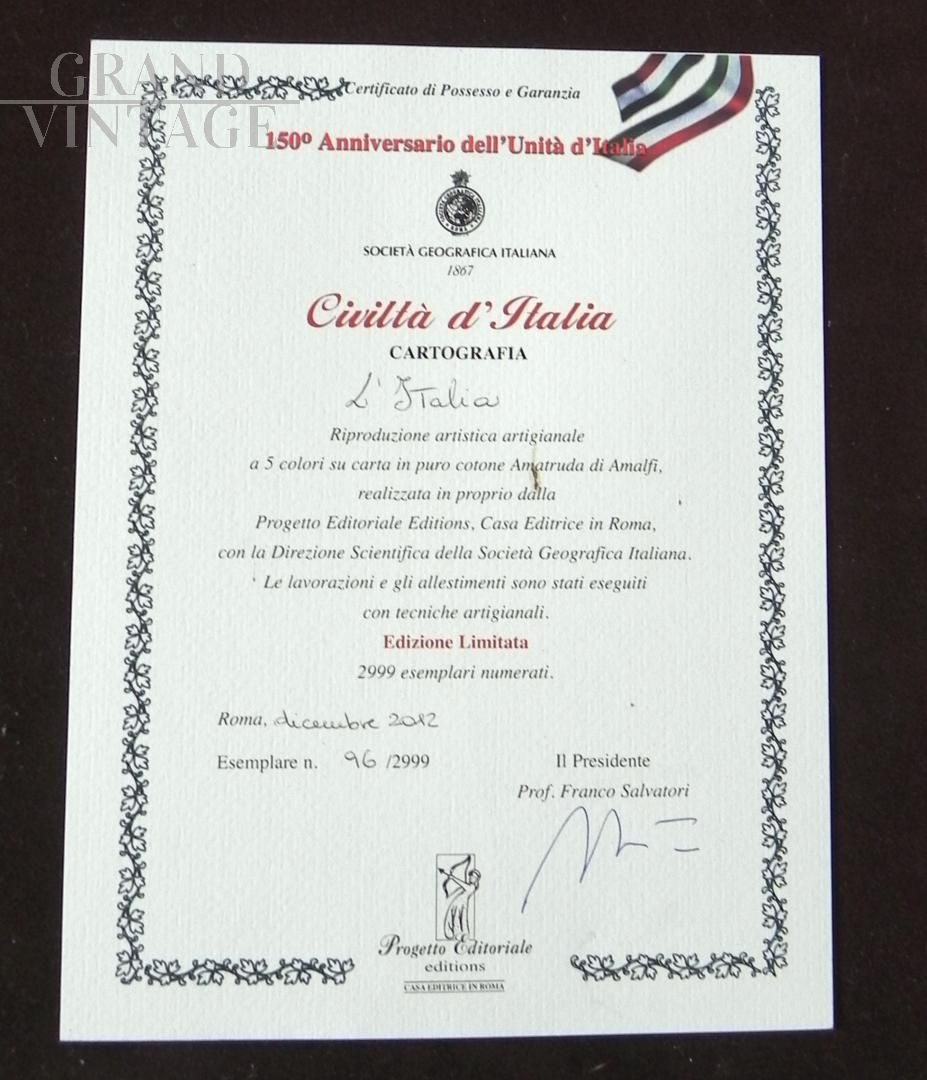 GRAND
VINTAGE
Certificato di Possesso e Garanzia
150º Anniversario dell'Unità d'Italia
SOCIETÀ GEOGRAFICA ITALIANA
1867
Civiltà d'Italia
CARTOGRAFIA
L'Italia
Riproduzione artistica artigianale
a 5 colori su carta in puro cotone Amatruda di Amalfi,
realizzata in proprio dalla
Progetto Editoriale Editions, Casa Editrice in Roma,
con la Direzione Scientifica della Società Geografica Italiana.
Le lavorazioni e gli allestimenti sono stati eseguiti
con tecniche artigianali.
Edizione Limitata
2999 esemplari numerati.
Roma, dicembre 2012
Esemplare n. 96 /2999
Il Presidente
Prof. Franco Salvatori
Progetto Editoriale
editions
CASA EDITRICE IN ROMA